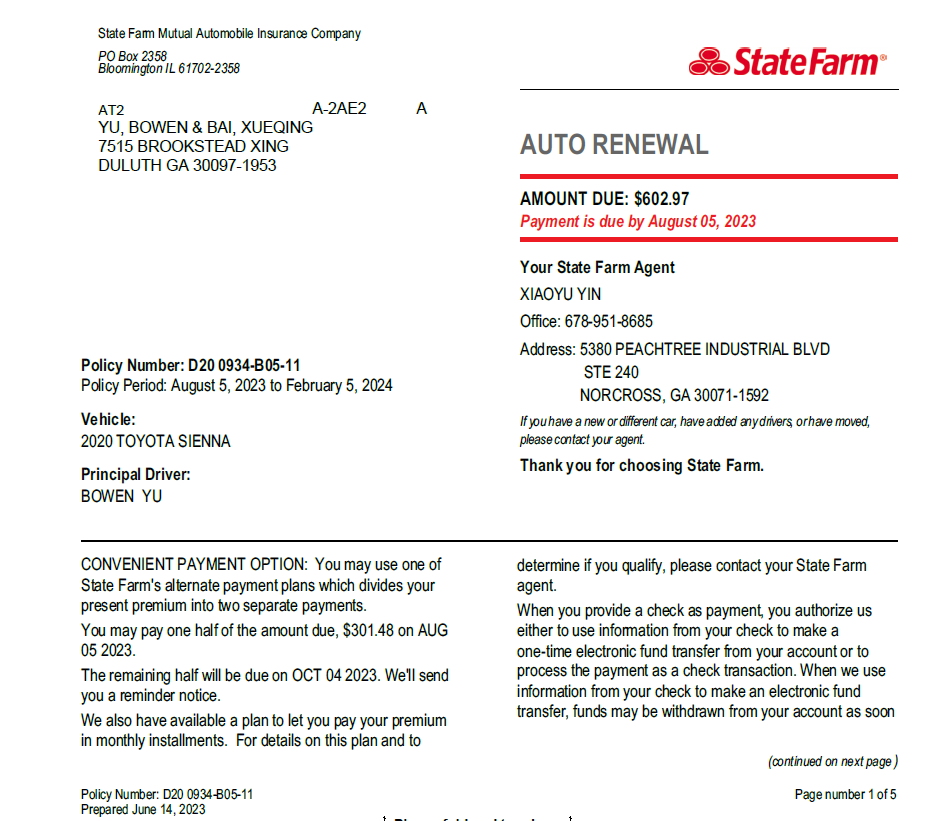 State Farm Mutual Automobile Insurance Company
PO Box 2358
Bloomington IL 61702-2358
StateFarm®
AT2 A-2AE2 A
YU, BOWEN & BAI, XUEQING
7515 BROOKSTEAD XING
DULUTH GA 30097-1953
AUTO RENEWAL
AMOUNT DUE: $602.97
Payment is due by August 05, 2023
Your State Farm Agent
XIAOYU YIN
Office: 678-951-8685
Address: 5380 PEACHTREE INDUSTRIAL BLVD
STE 240
NORCROSS, GA 30071-1592
If you have a new or different car, have added any drivers, or have moved,
please contact your agent.
Thank you for choosing State Farm.
Policy Number: D20 0934-B05-11
Policy Period: August 5, 2023 to February 5, 2024
Vehicle:
2020 TOYOTA SIENNA
Principal Driver:
BOWEN YU
CONVENIENT PAYMENT OPTION: You may use one of
State Farm's alternate payment plans which divides your
present premium into two separate payments.
You may pay one half of the amount due, $301.48 on AUG
05 2023.
The remaining half will be due on OCT 04 2023. We'll send
you a reminder notice.
We also have available a plan to let you pay your premium
in monthly installments. For details on this plan and to
determine if you qualify, please contact your State Farm
agent.
When you provide a check as payment, you authorize us
either to use information from your check to make a
one-time electronic fund transfer from your account or to
process the payment as a check transaction. When we use
information from your check to make an electronic fund
transfer, funds may be withdrawn from your account as soon
(continued on next page )
Policy Number: D20 0934-B05-11
Prepared June 14, 2023
Page number 1 of 5